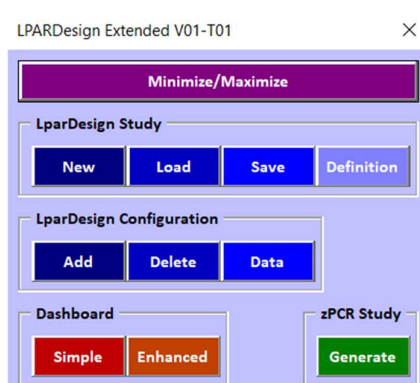 LPARDesign Extended V01-T01
Minimize/Maximize
LparDesign Study
New Load Save Definition
LparDesign Configuration
Add Delete Data
Dashboard zPCR Study
Simple Enhanced Generate